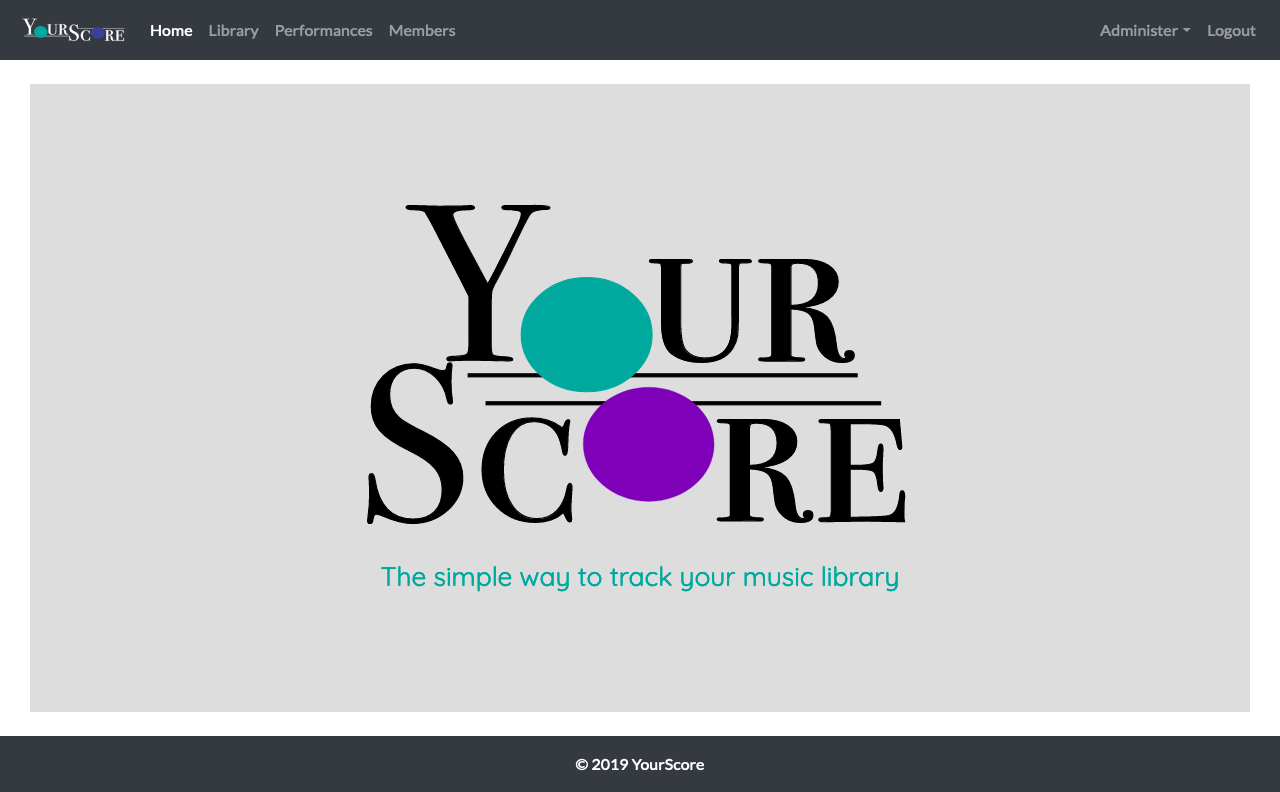 YOURSCORE Home Library Performances Members Administer Logout
YOUR
SCORE
The simple way to track your music library
© 2019 YourScore